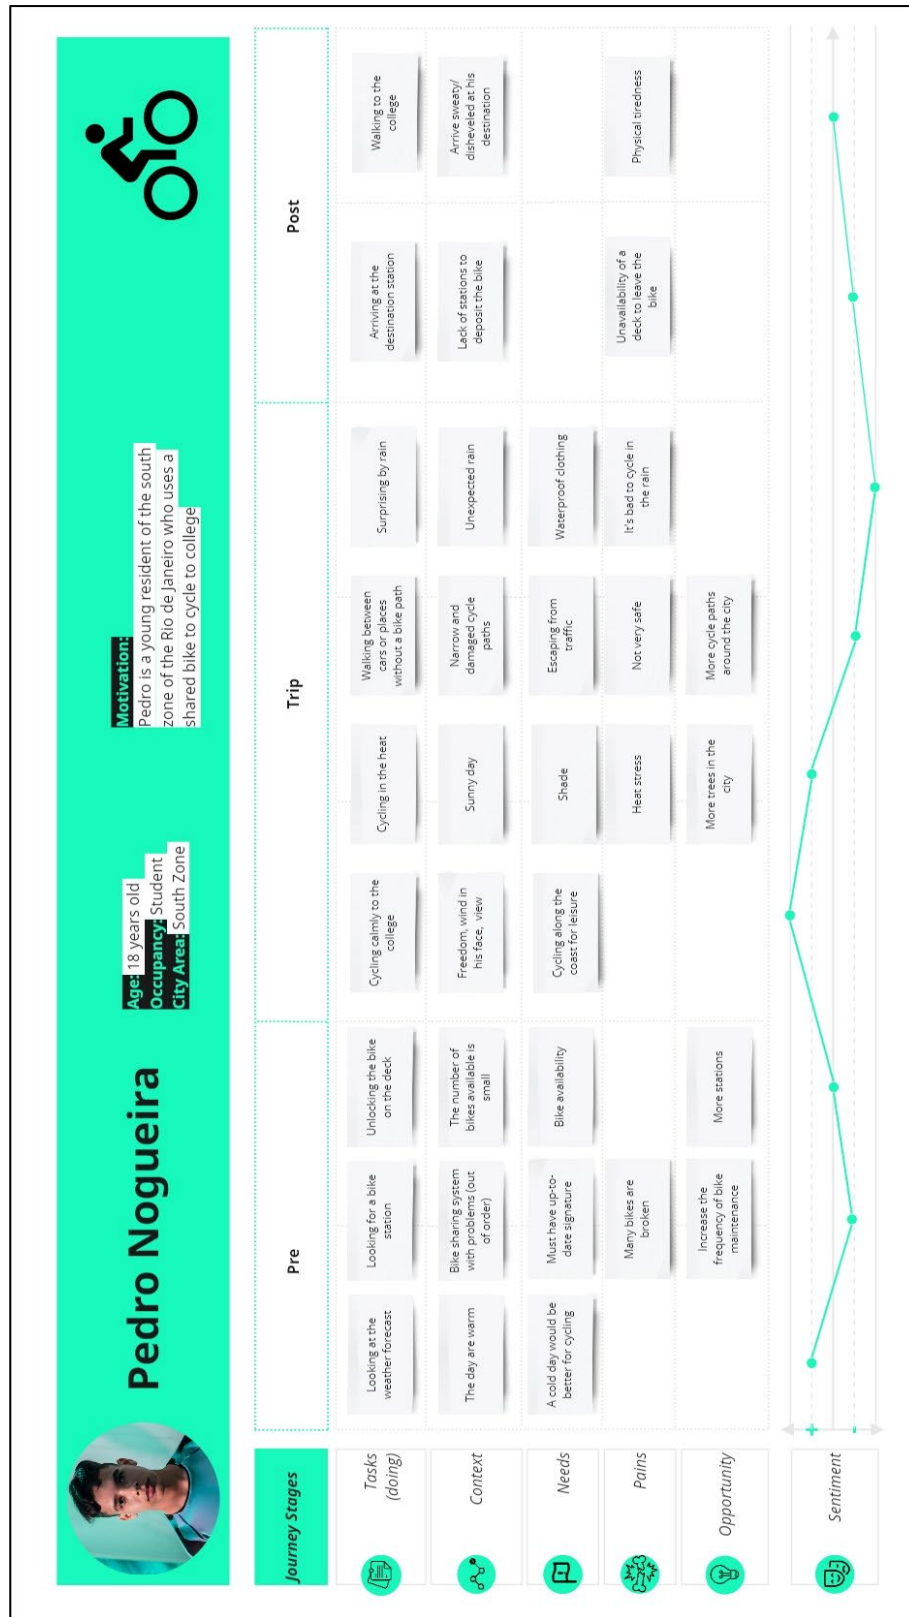 Pedro Nogueira
Age: 18 years old
Occupancy: Student
City Area: South Zone
Motivation:
Pedro is a young resident of the south
zone of the Rio de Janeiro who uses a
shared bike to cycle to college
Journey Stages
Pre
Trip
Post
Tasks
(doing)
Looking at the
weather forecast
Looking for a bike
station
Unlocking the bike
on the deck
Cycling calmly to the
college
Cycling in the heat
Walking between
cars or places
without a bike path
Surprising by rain
Arriving at the
destination station
Walking to the
college
Context
The day are warm
Bike sharing system
with problems (out
of order)
The number of
bikes available is
small
Freedom, wind in
his face, view
Sunny day
Narrow and
damaged cycle
paths
Unexpected rain
Lack of stations to
deposit the bike
Arrive sweaty/
disheveled at his
destination
Needs
A cold day would be
better for cycling
Must have up-to-
date signature
Bike availability
Cycling along the
coast for leisure
Shade
Escaping from
traffic
Waterproof clothing
Pains
Many bikes are
broken
Heat stress
Not very safe
It's bad to cycle in
the rain
Unavailability of a
deck to leave the
bike
Physical tiredness
Opportunity
Increase the
frequency of bike
maintenance
More stations
More trees in the
city
More cycle paths
around the city
Sentiment
+
-